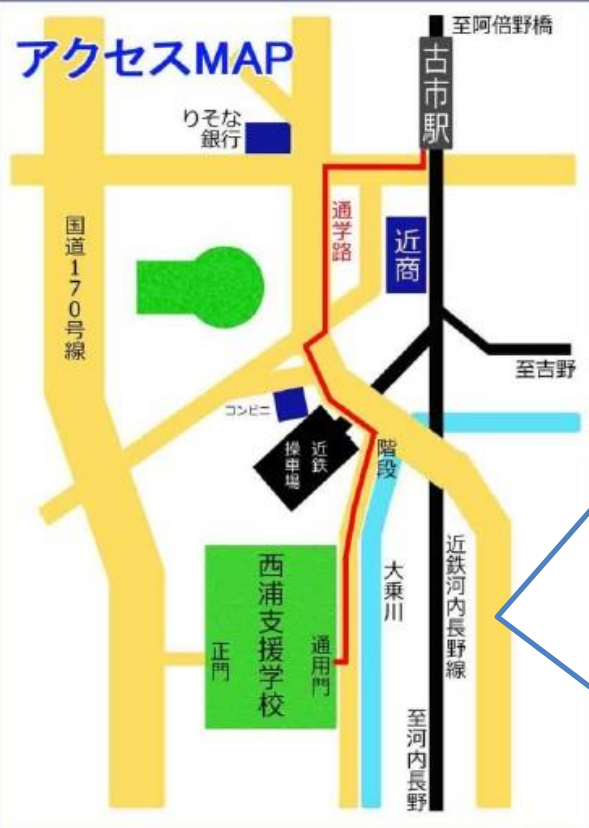 アクセスMAP
至阿倍野橋
古市駅
りそな
銀行
通学路
近商
国道170号線
至吉野
コンビニ
近鉄
操車場
階段
西浦支援学校
正門
通用門
大乗川
近鉄河内長野線
至河内長野